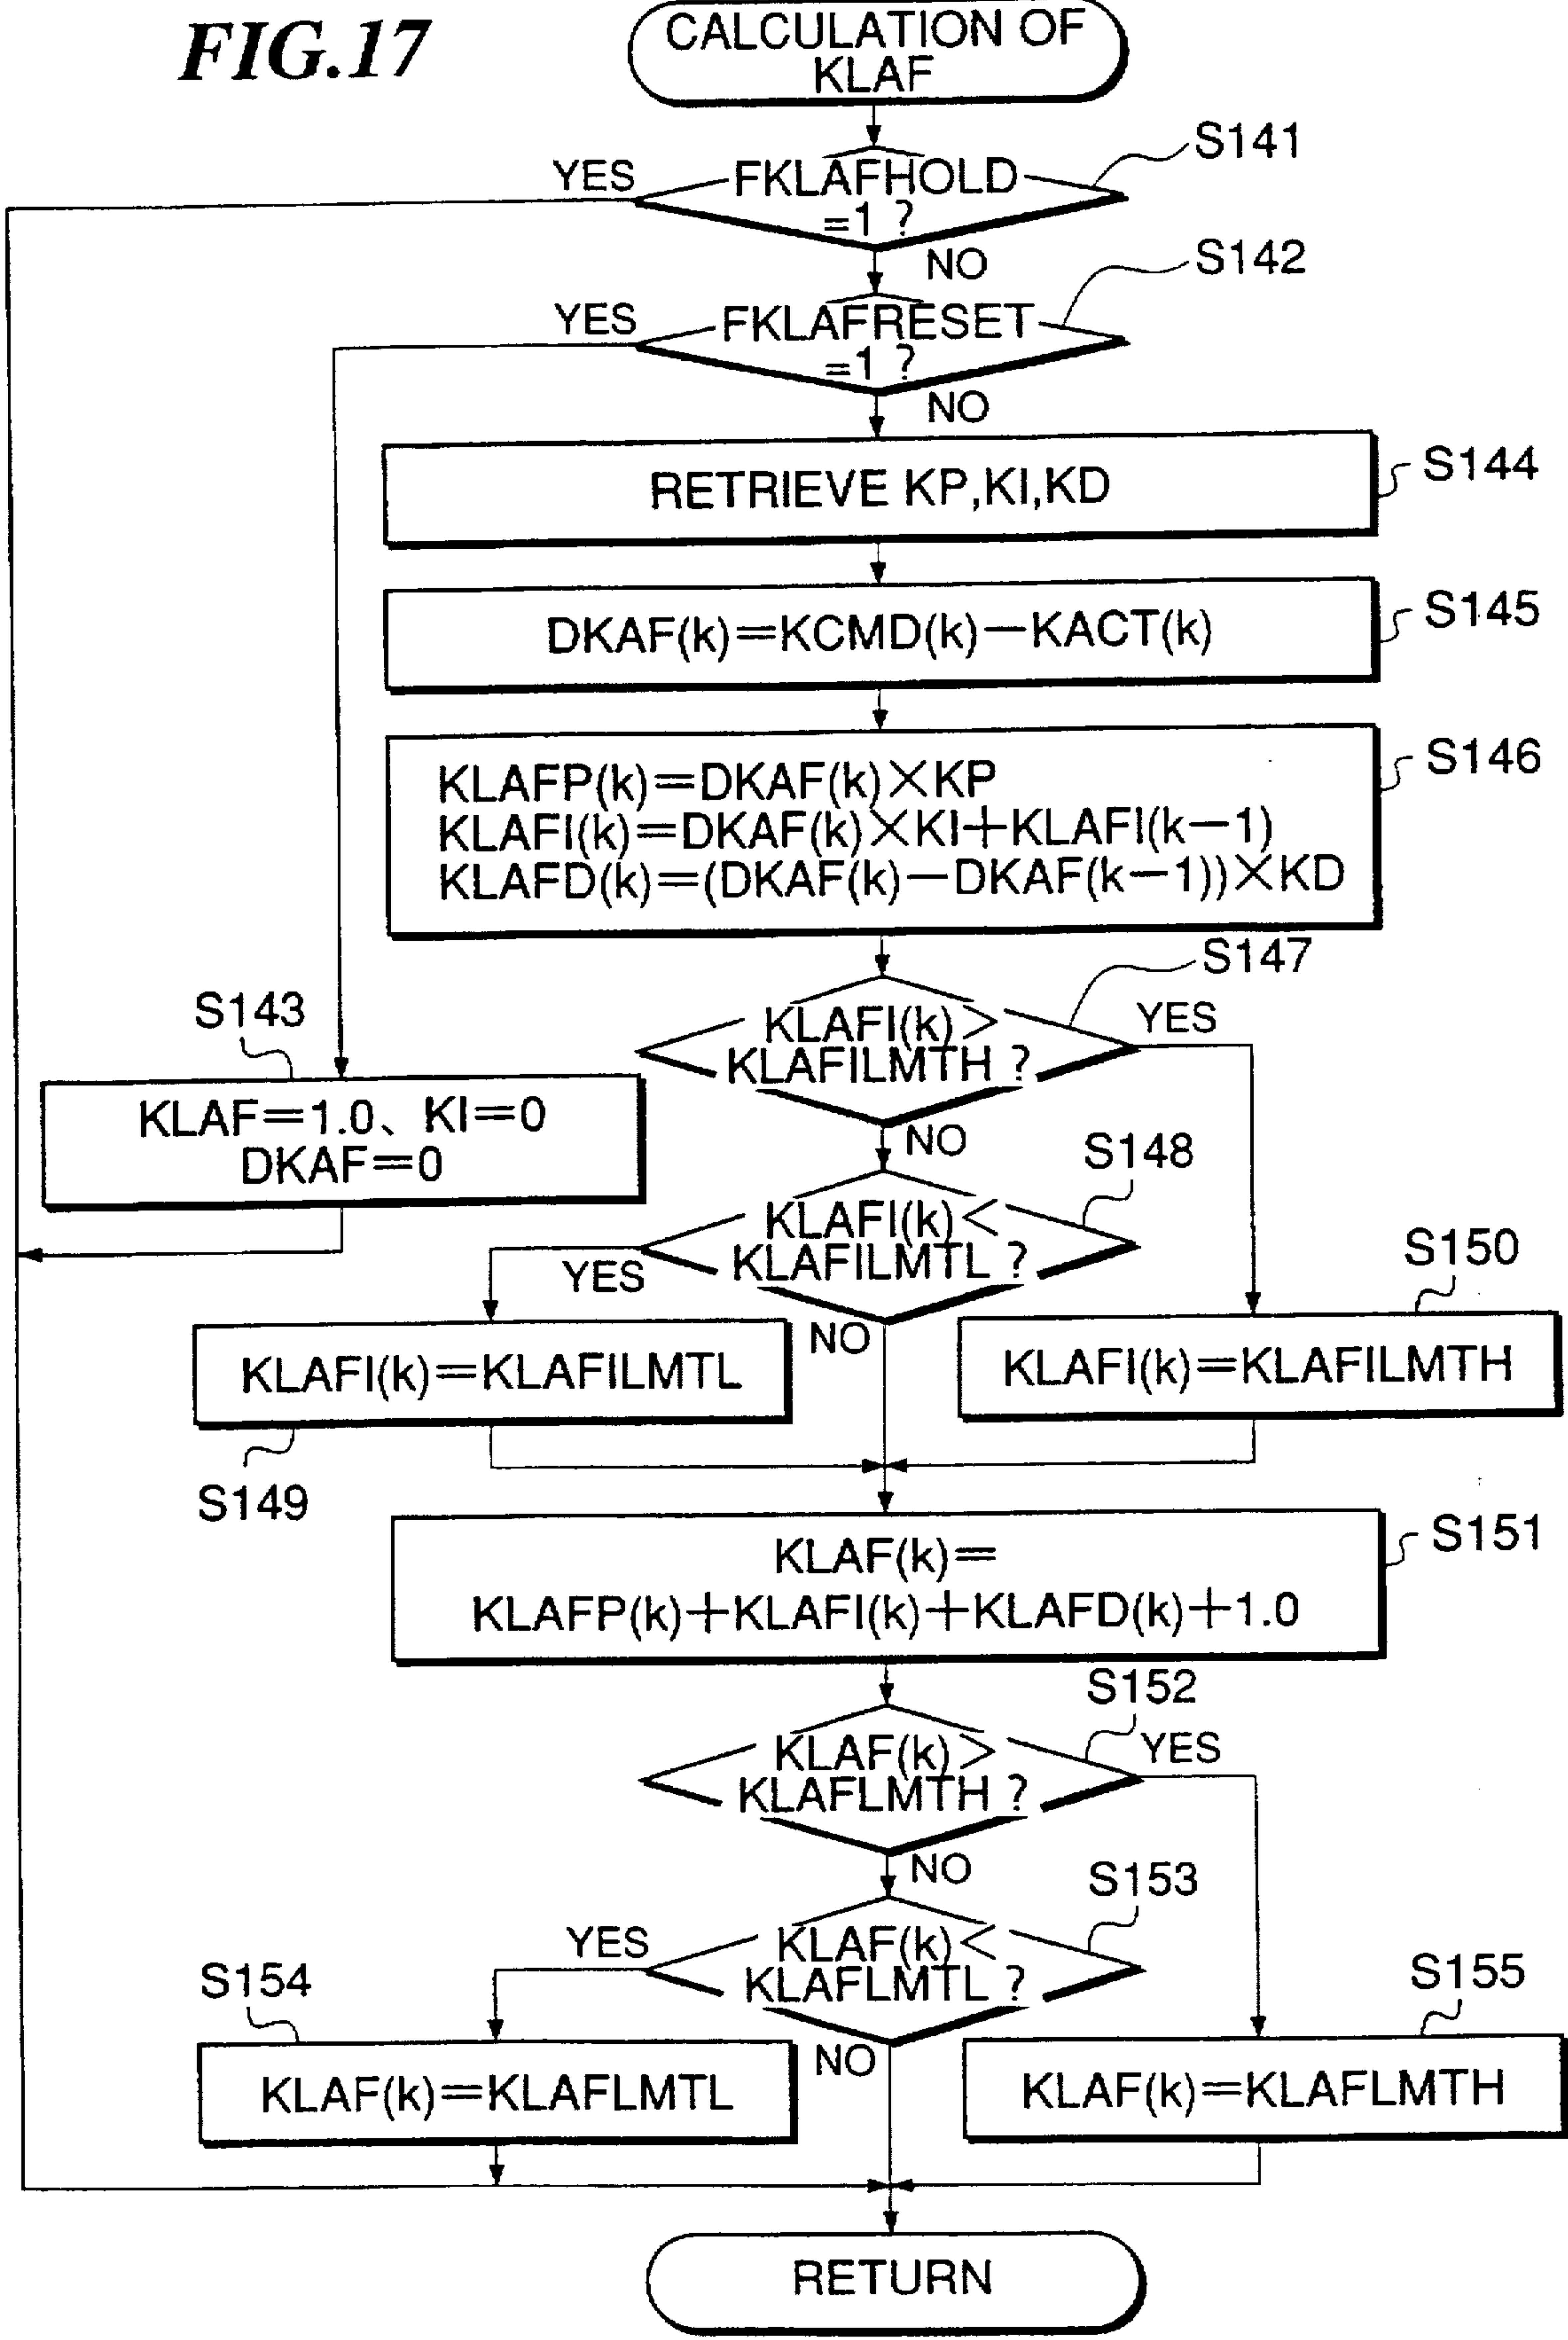 FIG.17
CALCULATION OF
KLAF
S141
YES
FKLAFHOLD
=1 ?
NO
S142
YES
FKLAFRESET
=1 ?
NO
S144
RETRIEVE KP,KI,KD
S145
DKAF(k)=KCMD(k)−KACT(k)
S146
KLAFP(k)=DKAF(k)×KP
KLAFI(k)=DKAF(k)×KI+KLAFI(k−1)
KLAFD(k)=(DKAF(k)−DKAF(k−1))×KD
S147
S143
KLAFI(k)>
KLAFILMTH ?
YES
KLAF=1.0、KI=0
DKAF=0
NO
S148
KLAFI(k)<
KLAFILMTL ?
YES
S150
NO
KLAFI(k)=KLAFILMTL
KLAFI(k)=KLAFILMTH
S149
S151
KLAF(k)=
KLAFP(k)+KLAFI(k)+KLAFD(k)+1.0
S152
KLAF(k)>
KLAFLMTH ?
YES
NO
S153
YES
KLAF(k)<
KLAFLMTL ?
S154
S155
NO
KLAF(k)=KLAFLMTL
KLAF(k)=KLAFLMTH
RETURN